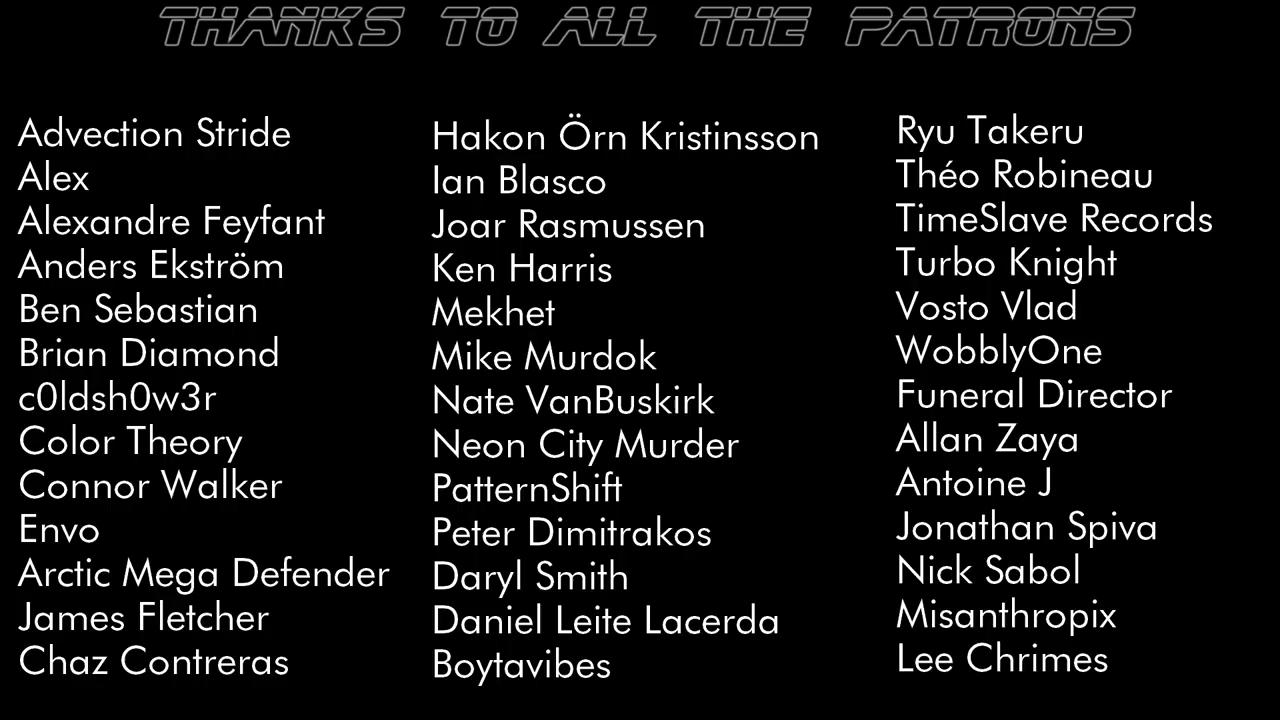 THANKS TO ALL THE PATRONS
Advection Stride
Alex
Alexandre Feyfant
Anders Ekström
Ben Sebastian
Brian Diamond
c0ldsh0w3r
Color Theory
Connor Walker
Envo
Arctic Mega Defender
James Fletcher
Chaz Contreras
Hakon Örn Kristinsson
Ian Blasco
Joar Rasmussen
Ken Harris
Mekhet
Mike Murdok
Nate VanBuskirk
Neon City Murder
PatternShift
Peter Dimitrakos
Daryl Smith
Daniel Leite Lacerda
Boytavibes
Ryu Takeru
Théo Robineau
TimeSlave Records
Turbo Knight
Vosto Vlad
WobblyOne
Funeral Director
Allan Zaya
Antoine J
Jonathan Spiva
Nick Sabol
Misanthropix
Lee Chrimes